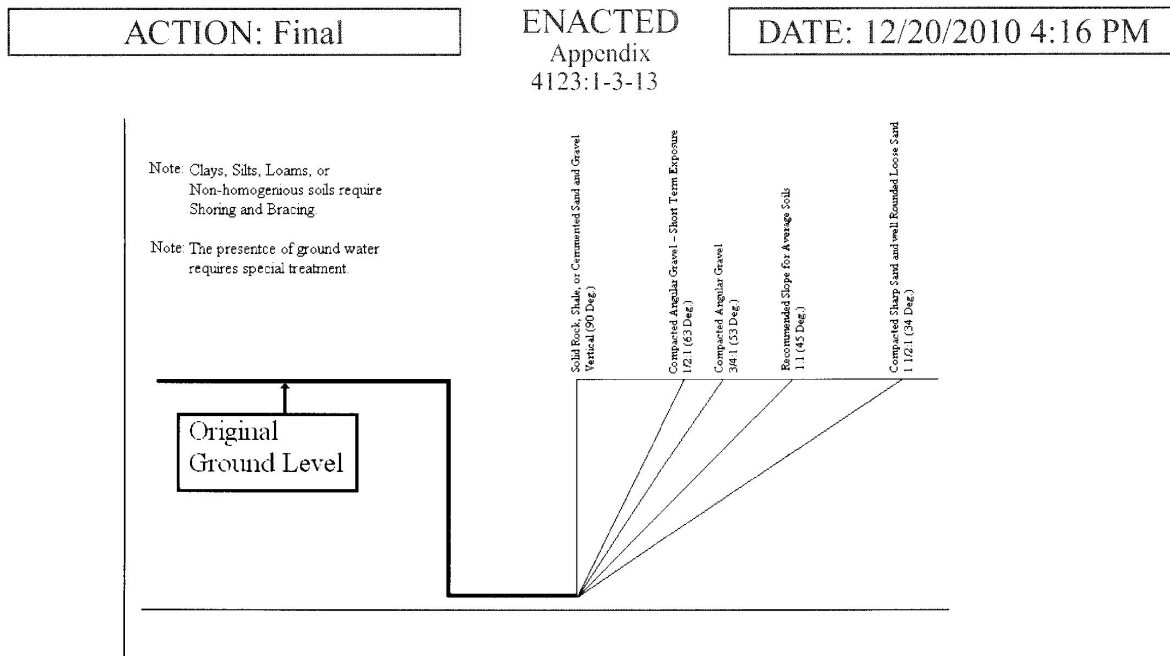 ACTION: Final
ENACTED
Appendix
4123:1-3-13
DATE: 12/20/2010 4:16 PM
Note: Clays, Silts, Loams, or
Non-homogenious soils require
Shoring and Bracing.
Note: The presentce of ground water
requires special treatment.
Solid Rock, Shale, or Cemmented Sand and Gravel
Vertical (90 Deg.)
Compacted Angular Gravel – Short Term Exposure
1/2:1 (63 Deg.)
Compacted Angular Gravel
3/4:1 (53 Deg.)
Recommended Slope for Average Soils
1:1 (45 Deg.)
Compacted Sharp Sand and well Rounded Loose Sand
1 1/2:1 (34 Deg.)
Original
Ground Level